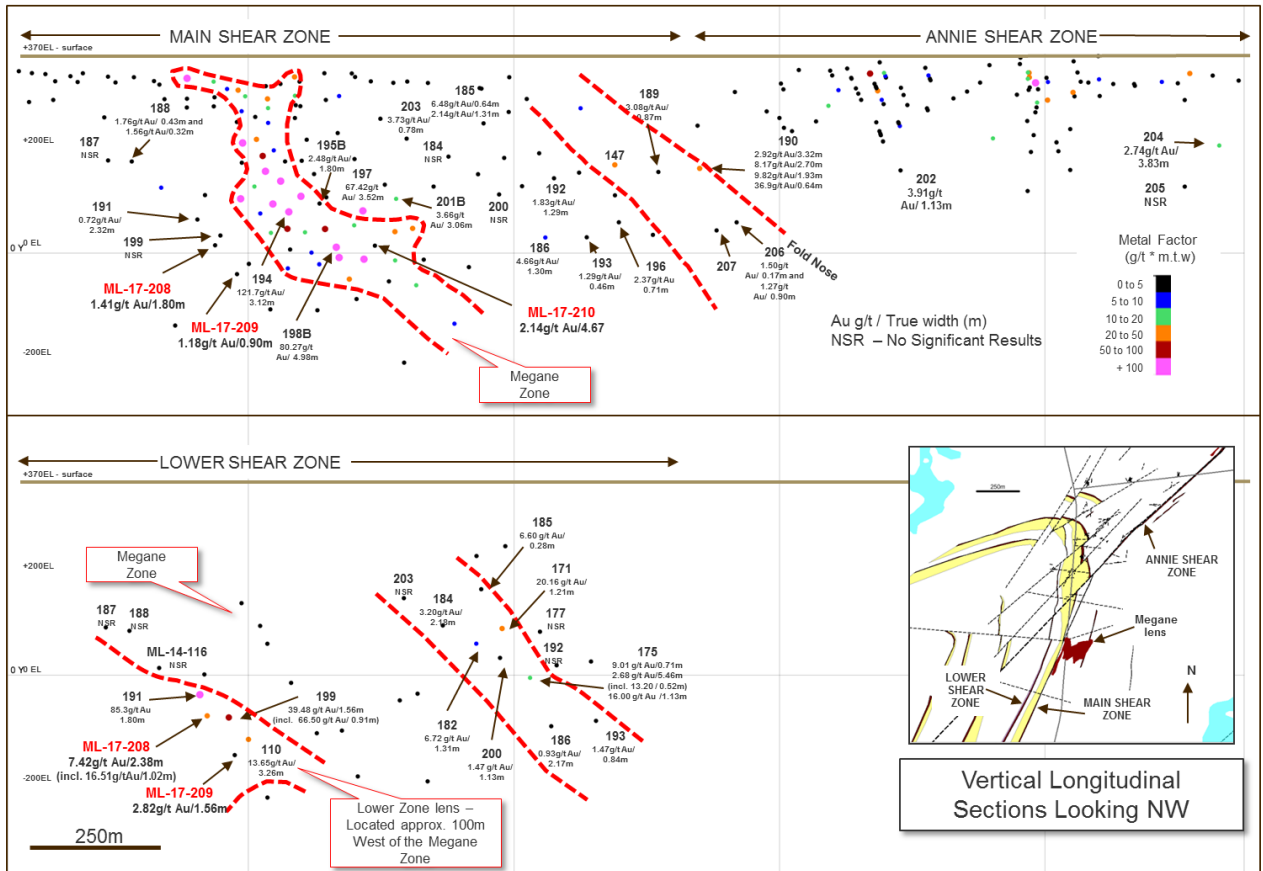 MAIN SHEAR ZONE
ANNIE SHEAR ZONE
+370EL - surface
+200EL
0 Y
0 EL
-200EL
188
1.76g/t Au/ 0.43m and
1.56g/t Au/0.32m
187
NSR
203
3.73g/t Au/
0.78m
185
6.48g/t Au/0.64m
2.14g/t Au/1.31m
184
NSR
195B
2.48g/t Au/
1.80m
197
67.42g/t
Au/ 3.52m
201B
3.66g/t
Au/ 3.06m
200
NSR
189
3.08g/t Au/
0.87m
147
190
2.92g/t Au/3.32m
8.17g/t Au/2.70m
9.82g/t Au/1.93m
36.9g/t Au/0.64m
192
1.83g/t Au/
1.29m
202
3.91g/t
Au/ 1.13m
204
2.74g/t Au/
3.83m
205
NSR
191
0.72g/t Au/
2.32m
199
NSR
ML-17-208
1.41g/t Au/1.80m
ML-17-209
1.18g/t Au/0.90m
194
121.7g/t Au/
3.12m
198B
80.27g/t
Au/ 4.98m
ML-17-210
2.14g/t Au/4.67
186
4.66g/t Au/
1.30m
193
1.29g/t Au/
0.46m
196
2.37g/t Au/
0.71m
207
206
1.50g/t
Au/ 0.17m and
1.27g/t
Au/ 0.90m
Fold Nose
Megane
Zone
Au g/t / True width (m)
NSR – No Significant Results
Metal Factor
(g/t * m.t.w)
0 to 5
5 to 10
10 to 20
20 to 50
50 to 100
+ 100
LOWER SHEAR ZONE
+370EL - surface
+200EL
0 Y
0 EL
-200EL
Megane
Zone
187
NSR
188
NSR
ML-14-116
NSR
191
85.3g/t Au
1.80m
199
39.48 g/t Au/1.56m
(incl. 66.50 g/t Au/ 0.91m)
ML-17-208
7.42g/t Au/2.38m
(incl. 16.51g/tAu/1.02m)
ML-17-209
2.82g/t Au/1.56m
110
13.65g/t Au/
3.26m
203
NSR
184
3.20g/t Au/
2.18m
185
6.60 g/t Au/
0.28m
171
20.16 g/t Au/
1.21m
177
NSR
192
NSR
175
9.01 g/t Au/0.71m
2.68 g/t Au/5.46m
(incl. 13.20 / 0.52m)
16.00 g/t Au /1.13m
182
6.72 g/t Au/
1.31m
200
1.47 g/t Au/
1.13m
186
0.93g/t Au/
2.17m
193
1.47g/t Au/
0.84m
Lower Zone lens –
Located approx. 100m
West of the Megane
Zone
250m
250m
ANNIE SHEAR
ZONE
Megane
lens
LOWER
SHEAR
ZONE
MAIN SHEAR
ZONE
N
Vertical Longitudinal
Sections Looking NW